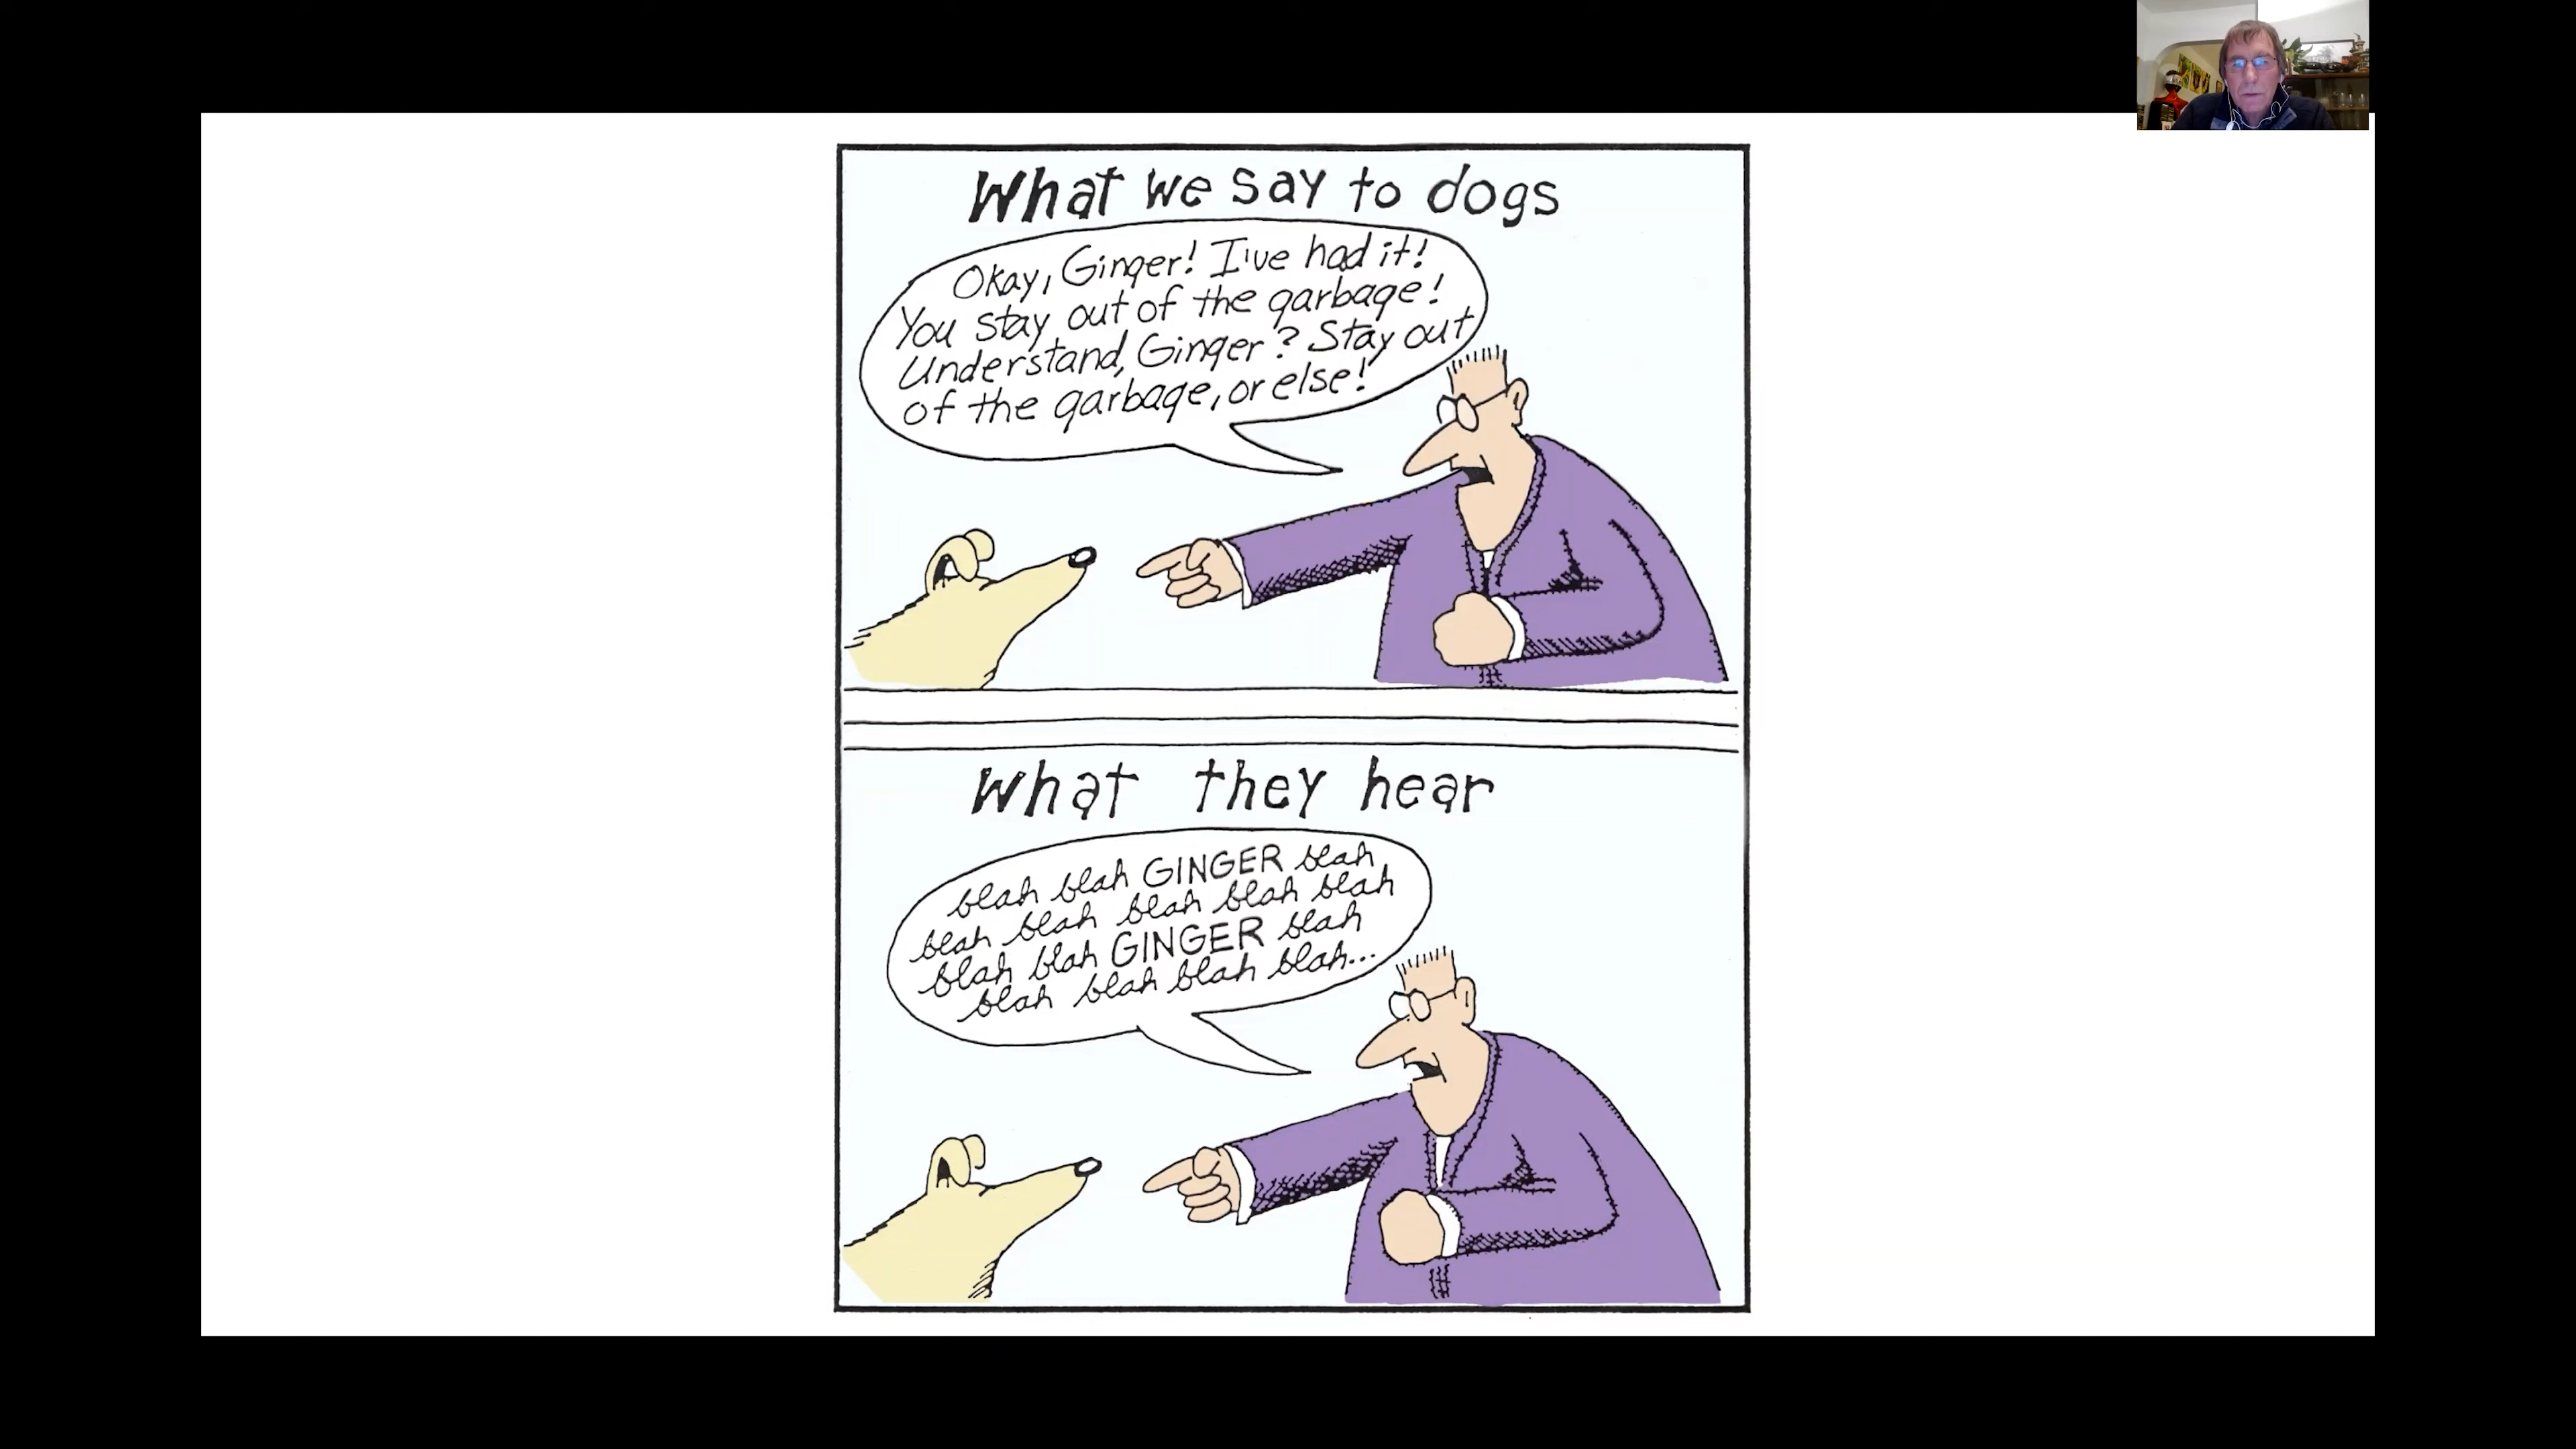 What we say to dogs
Okay, Ginger! I've had it!
You stay out of the garbage!
Understand, Ginger? Stay out
of the garbage, or else!
What they hear
blah blah GINGER blah
blah blah blah blah blah
blah blah GINGER blah
blah blah blah blah...